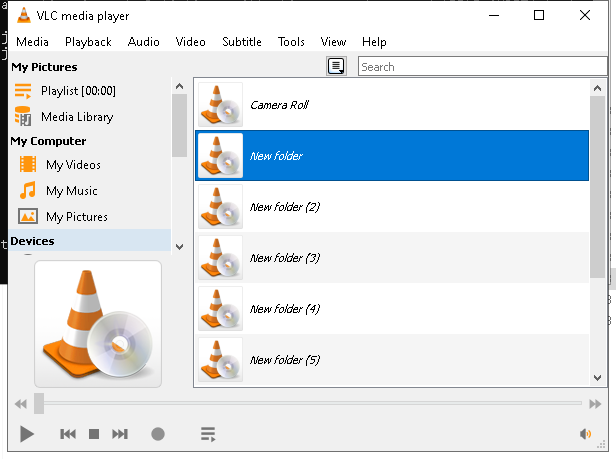 VLC media player
Media Playback Audio Video Subtitle Tools View Help
My Pictures
Playlist [00:00]
Media Library
My Computer
My Videos
My Music
My Pictures
Devices
Search
Camera Roll
New folder
New folder (2)
New folder (3)
New folder (4)
New folder (5)